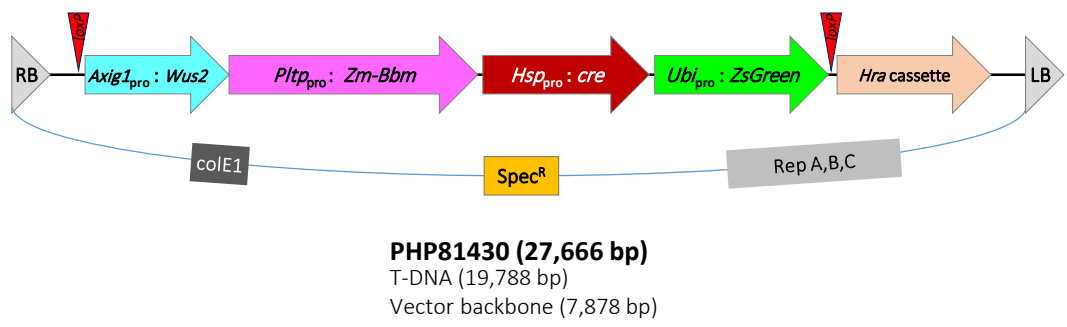 loxP
loxP
RB
Axig1pro : Wus2
Pltppro : Zm-Bbm
Hsppro : cre
Ubipro : ZsGreen
Hra cassette
LB
colE1
SpecR
Rep A,B,C
PHP81430 (27,666 bp)
T-DNA (19,788 bp)
Vector backbone (7,878 bp)